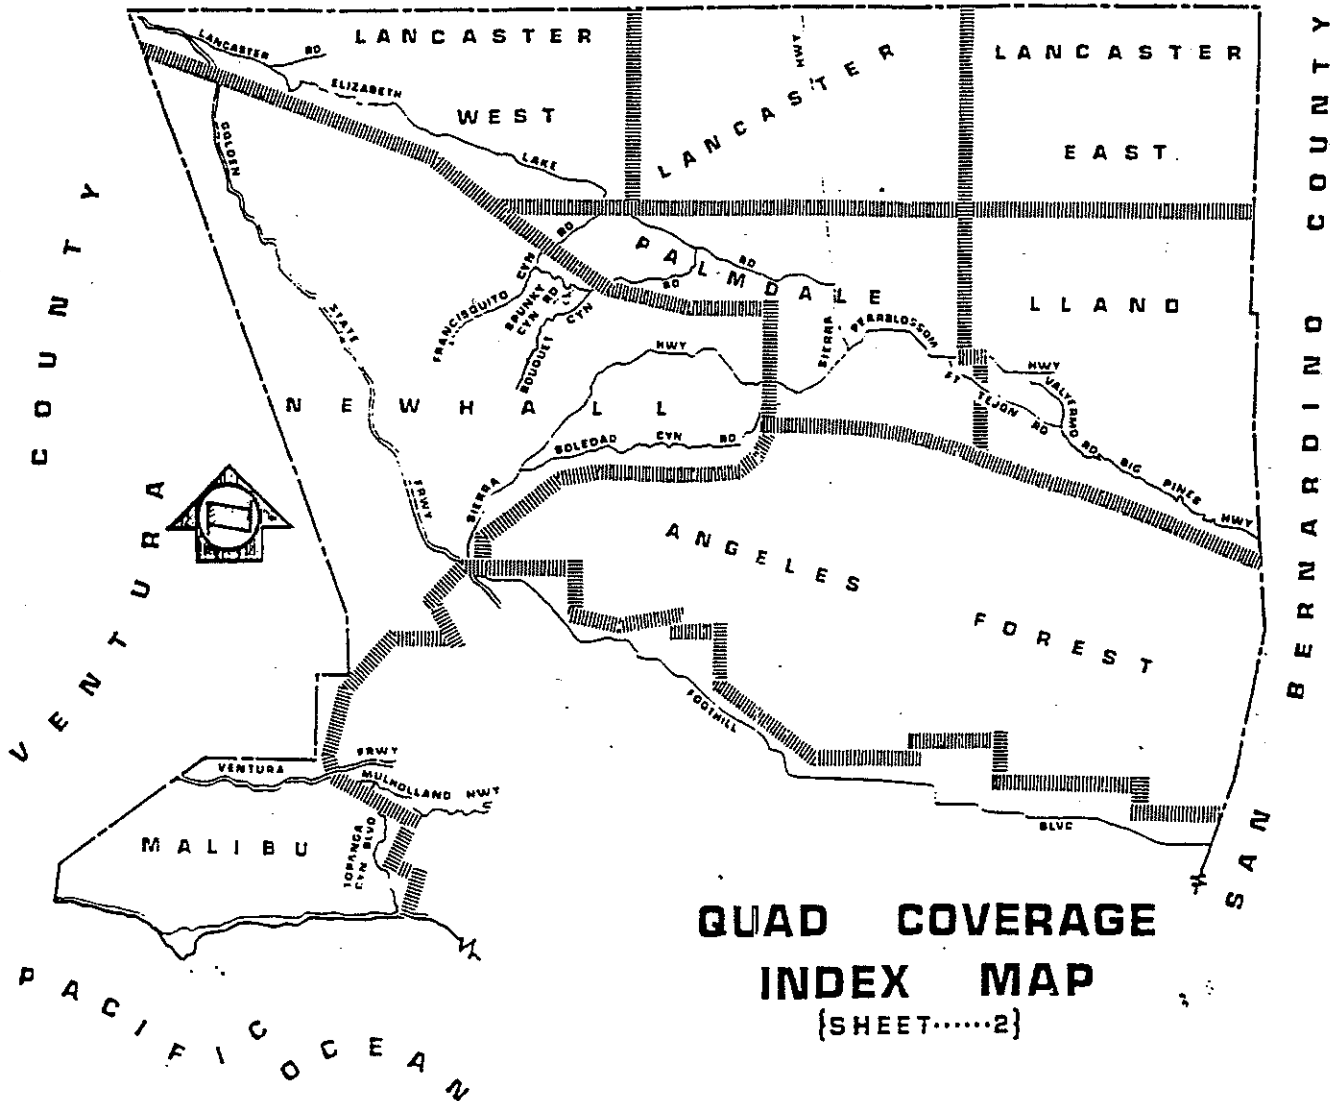 LANCASTER RD
LANCASTER
WEST
HWY
LANCASTER
LANCASTER
EAST
ELIZABETH
LAKE
RD
GOLDEN
STATE
FRWY
FRANCISQUITO CYN RD
SPUNKY
CYN RD
BOUQUET CYN RD
PALMDALE
LLANO
SIERRA
HWY
SIERRA
PEARBLOSSOM
HWY
FT TEJON RD
VALYERMO
RD
BIG PINES HWY
NEWHALL
SOLEDAD CYN RD
ANGELES
FOREST
FOOTHILL
BLVD
VENTURA FRWY
MULHOLLAND HWY
TOPANGA
CYN BLVD
MALIBU
VENTURA COUNTY
SAN BERNARDINO COUNTY
PACIFIC
OCEAN
QUAD COVERAGE
INDEX MAP
{SHEET······2}